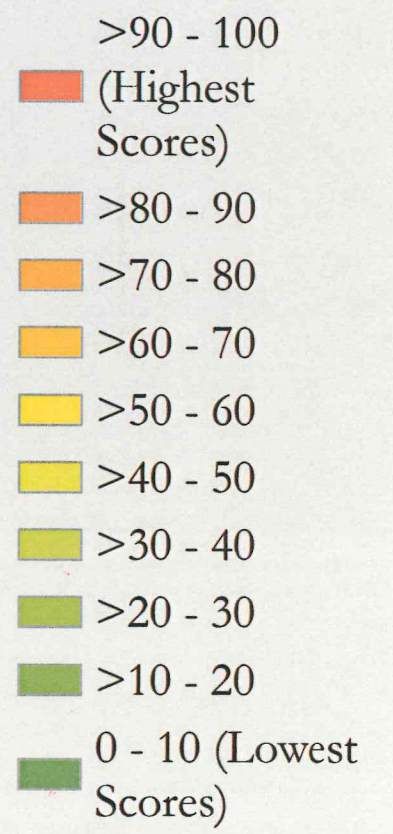 >90 - 100
(Highest
Scores)
>80 - 90
>70 - 80
>60 - 70
>50 - 60
>40 - 50
>30 - 40
>20 - 30
>10 - 20
0 - 10 (Lowest
Scores)